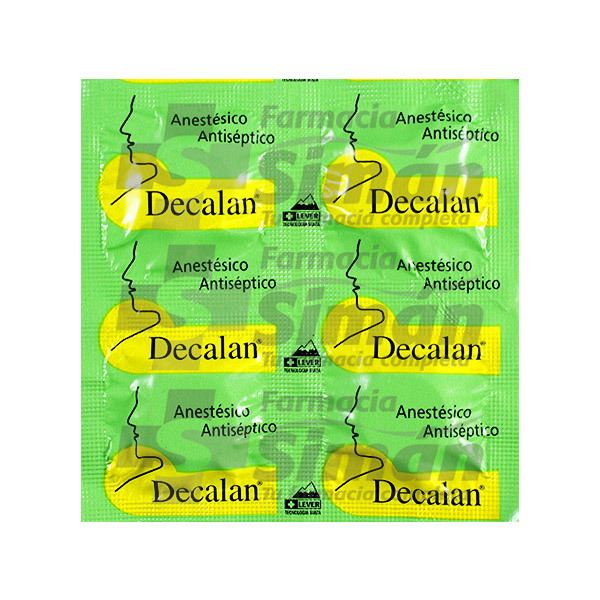 TECNOLOGIA SUIZA
Anestésico
Antiséptico
Decalan®
Anestésico
Antiséptico
Decalan®
LEVER
TECNOLOGIA SUIZA
Farmacia
Simán
Tu farmacia completa
Anestésico
Antiséptico
Decalan®
Anestésico
Antiséptico
Decalan®
LEVER
TECNOLOGIA SUIZA
Farmacia
Simán
Tu farmacia completa
Anestésico
Antiséptico
Decalan®
Anestésico
Antiséptico
Decalan®
LEVER
TECNOLOGIA SUIZA
Farmacia
Simán
Tu farmacia completa